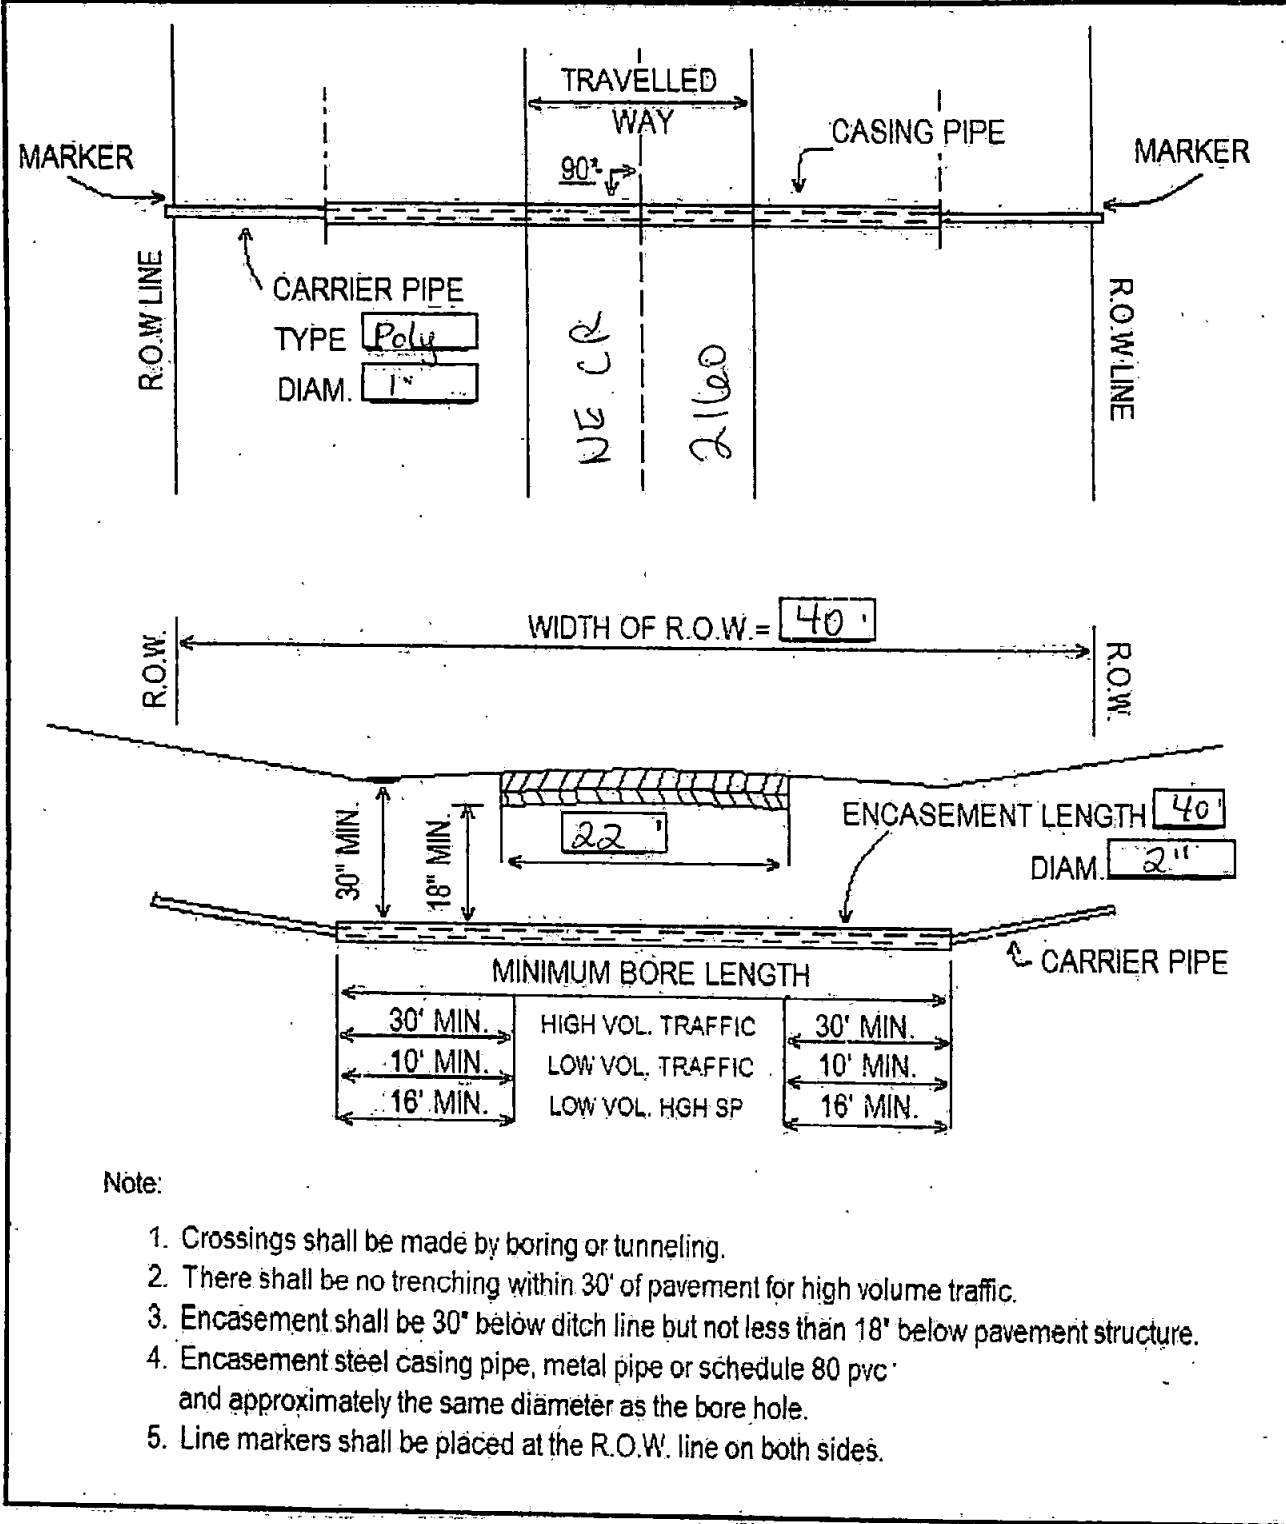 TRAVELLED
WAY
CASING PIPE
MARKER
MARKER
90°
CARRIER PIPE
TYPE Poly
DIAM. 1"
R.O.W LINE
NE CR
2160
R.O.W LINE
WIDTH OF R.O.W. = 40'
R.O.W.
R.O.W.
30" MIN.
18" MIN.
22'
ENCASEMENT LENGTH 40'
DIAM. 2"
CARRIER PIPE
MINIMUM BORE LENGTH
30' MIN. HIGH VOL. TRAFFIC 30' MIN.
10' MIN. LOW VOL. TRAFFIC 10' MIN.
16' MIN. LOW VOL. HGH SP 16' MIN.
Note:
1. Crossings shall be made by boring or tunneling.
2. There shall be no trenching within 30' of pavement for high volume traffic.
3. Encasement shall be 30" below ditch line but not less than 18" below pavement structure.
4. Encasement steel casing pipe, metal pipe or schedule 80 pvc
and approximately the same diameter as the bore hole.
5. Line markers shall be placed at the R.O.W. line on both sides.